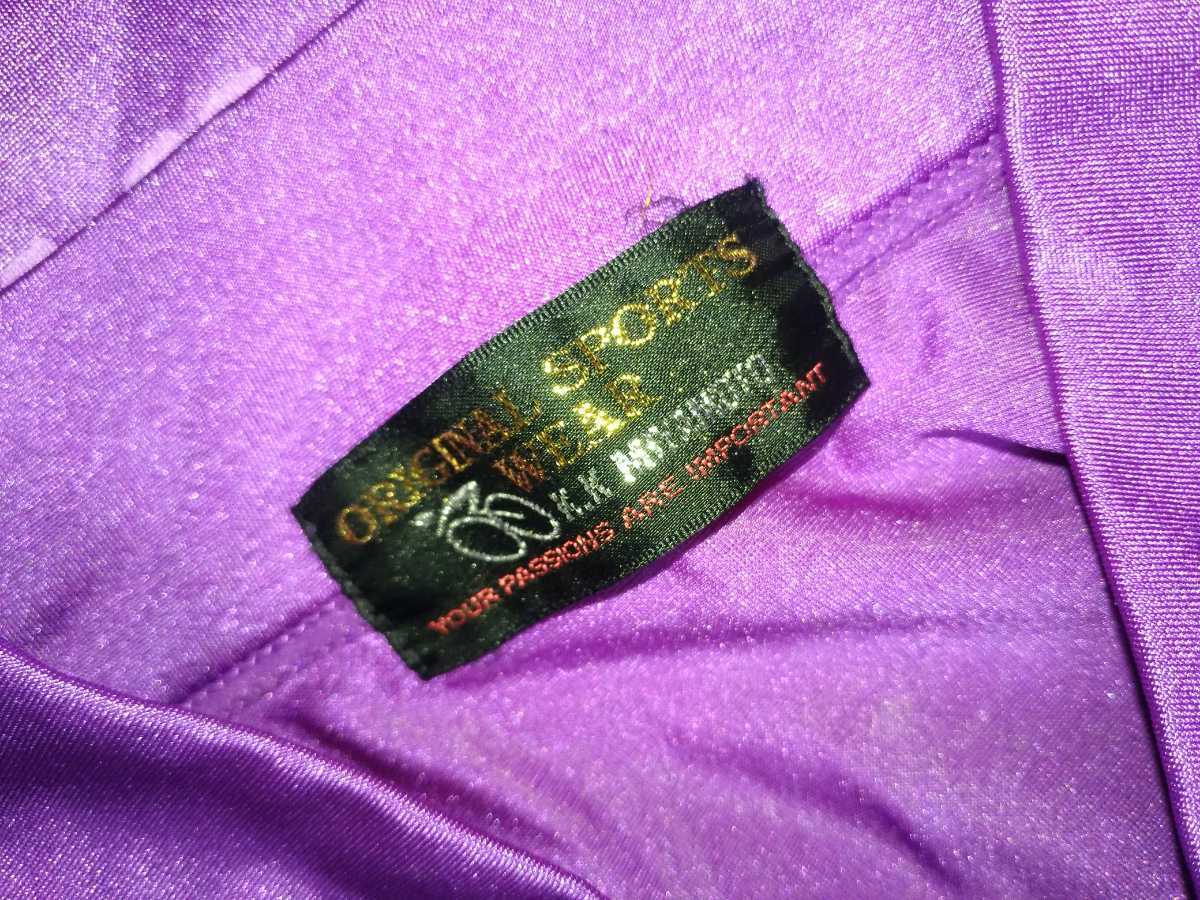 ORIGINAL SPORTS
WEAR
K.K
YOUR PASSIONS ARE IMPORTANT